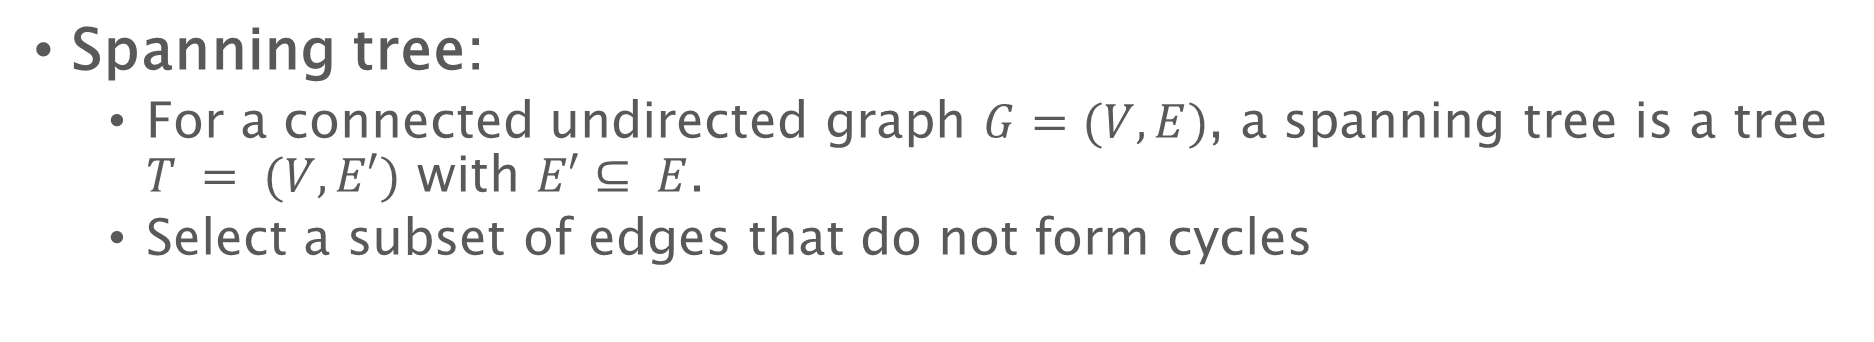 • Spanning tree:
• For a connected undirected graph G = (V, E), a spanning tree is a tree
T = (V, E′) with E′ ⊆ E.
• Select a subset of edges that do not form cycles